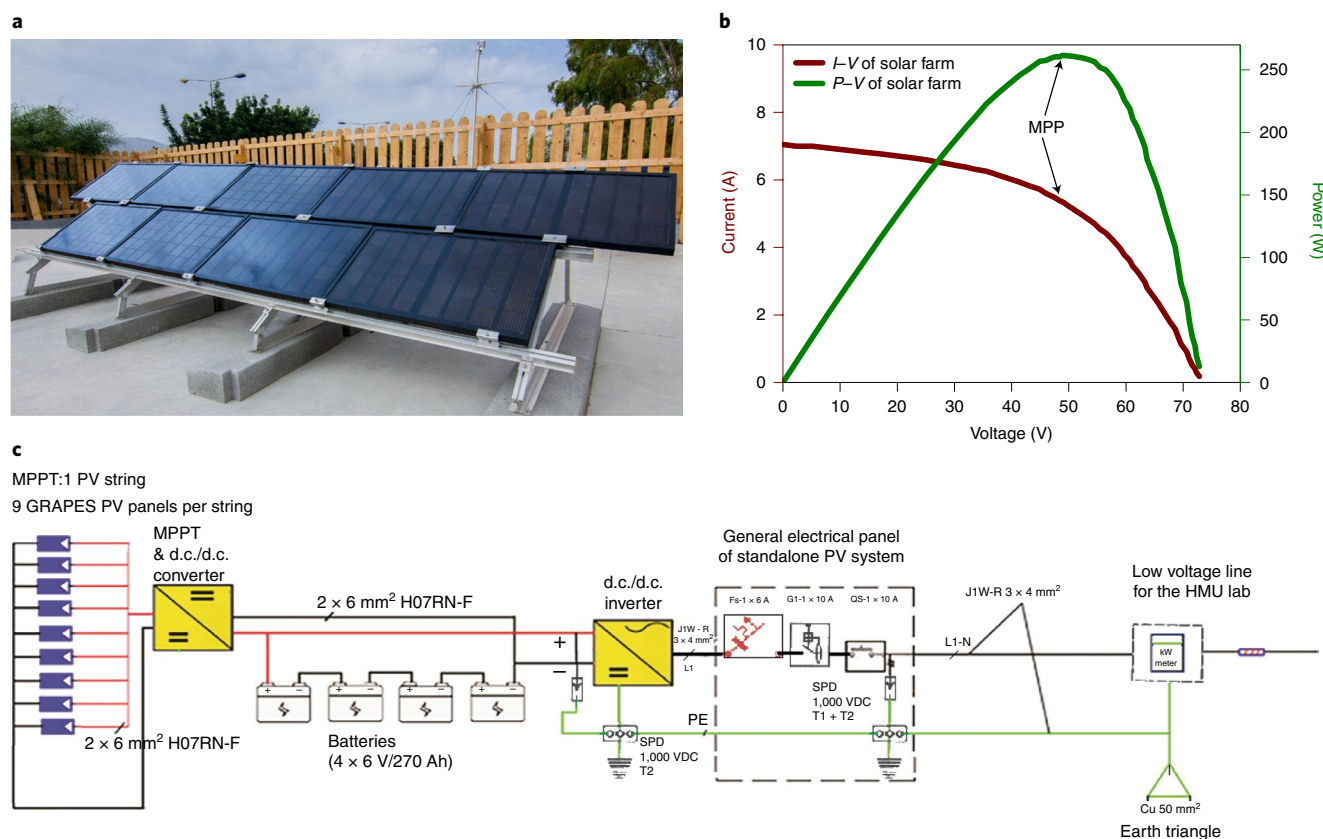 a
b
10
8
6
4
2
0
Current (A)
I–V of solar farm
P–V of solar farm
MPP
250
200
150
100
50
0
Power (W)
0 10 20 30 40 50 60 70 80
Voltage (V)
c
MPPT:1 PV string
9 GRAPES PV panels per string
MPPT
& d.c./d.c.
converter
2 × 6 mm² H07RN-F
2 × 6 mm² H07RN-F
+ − + − + − + −
Batteries
(4 × 6 V/270 Ah)
+
−
d.c./d.c.
inverter
J1W - R
3 × 4 mm²
L1
SPD
1,000 VDC
T2
PE
General electrical panel
of standalone PV system
Fs-1 × 6 A
G1-1 × 10 A
QS-1 × 10 A
SPD
1,000 VDC
T1 + T2
L1-N
J1W-R 3 × 4 mm²
Low voltage line
for the HMU lab
kW
meter
Cu 50 mm²
Earth triangle